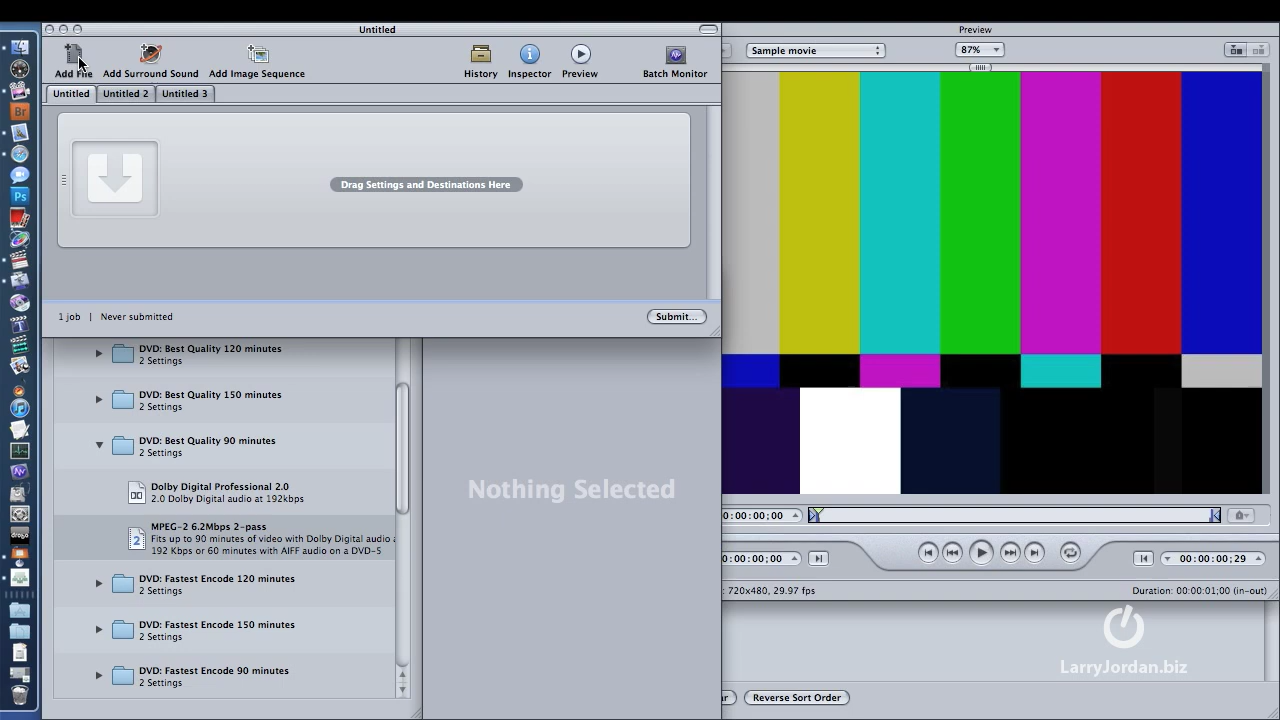 Untitled
Preview
Add File
Add Surround Sound
Add Image Sequence
History
Inspector
Preview
Batch Monitor
Sample movie
87%
Untitled
Untitled 2
Untitled 3
Drag Settings and Destinations Here
1 job | Never submitted
Submit...
DVD: Best Quality 120 minutes
2 Settings
DVD: Best Quality 150 minutes
2 Settings
DVD: Best Quality 90 minutes
2 Settings
Dolby Digital Professional 2.0
2.0 Dolby Digital audio at 192kbps
MPEG-2 6.2Mbps 2-pass
Fits up to 90 minutes of video with Dolby Digital audio
192 Kbps or 60 minutes with AIFF audio on a DVD-5
DVD: Fastest Encode 120 minutes
2 Settings
DVD: Fastest Encode 150 minutes
2 Settings
DVD: Fastest Encode 90 minutes
2 Settings
Nothing Selected
0:00:00;00
0:00:00;00
00:00:00;29
: 720x480, 29.97 fps
Duration: 00:00:01;00 (in-out)
LarryJordan.biz
Reverse Sort Order
Br
Ps